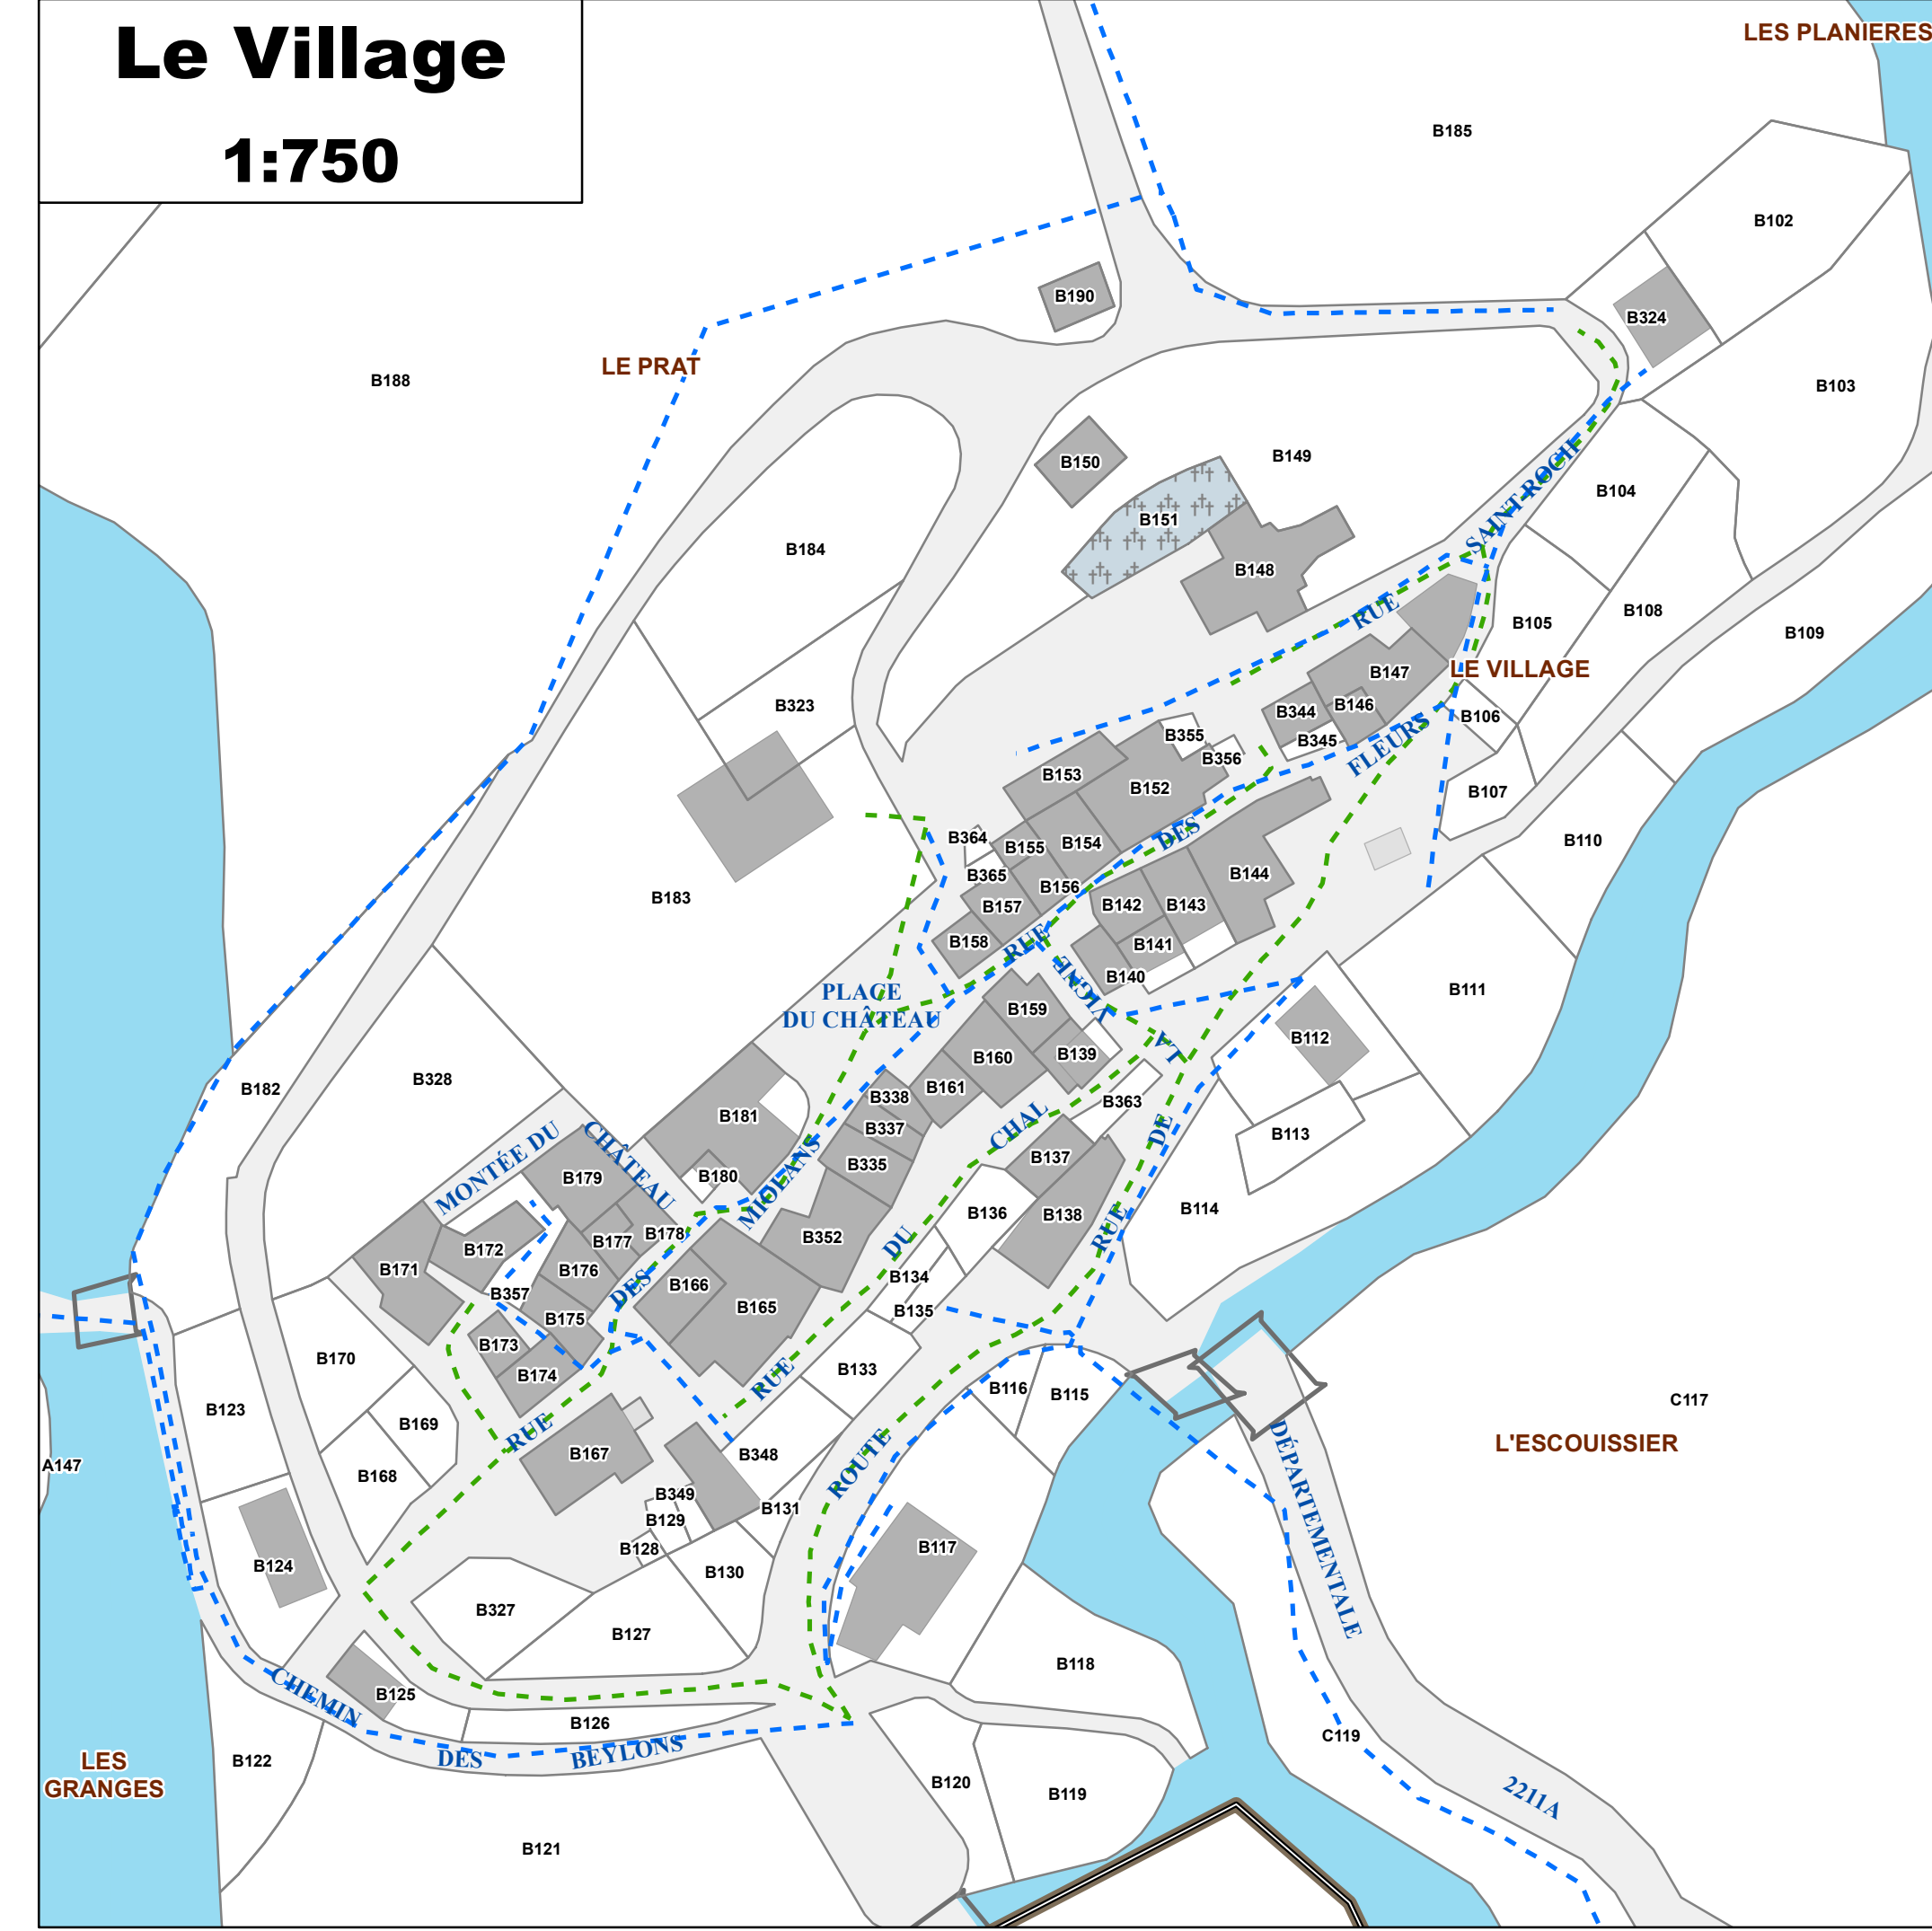 Le Village
1:750
LES PLANIERES
B185
B102
B190
B324
LE PRAT
B188
B103
B150
B149
B104
B151
SAINT-ROCH
B184
B148
RUE
B105
B108
B109
B147
LE VILLAGE
B323
B344
B146
B106
B355
B345
FLEURS
B356
B153
B152
B107
DES
B364
B155
B154
B110
B365
B156
B144
B183
B157
B142
B143
B158
RUE
B141
B140
VIGNE
B111
PLACE
DU CHÂTEAU
B159
LA
B112
B160
B139
B182
B328
B161
B338
B363
B181
CHAL
B337
DE
B113
MONTÉE DU
CHÂTEAU
B335
B137
B179
B180
MIOLANS
B136
B138
B114
RUE
B178
B177
B352
DU
B172
B171
B176
B134
B357
DES
B166
B165
B135
B175
B173
B170
B174
RUE
B133
B116
B115
C117
B123
B169
RUE
B167
B348
ROUTE
DÉPARTEMENTALE
L'ESCOUISSIER
A147
B168
B349
B131
B129
B128
B117
B124
B130
B327
B127
B118
CHEMIN
B125
B126
C119
DES
BEYLONS
LES
GRANGES
B122
B120
B119
2211A
B121